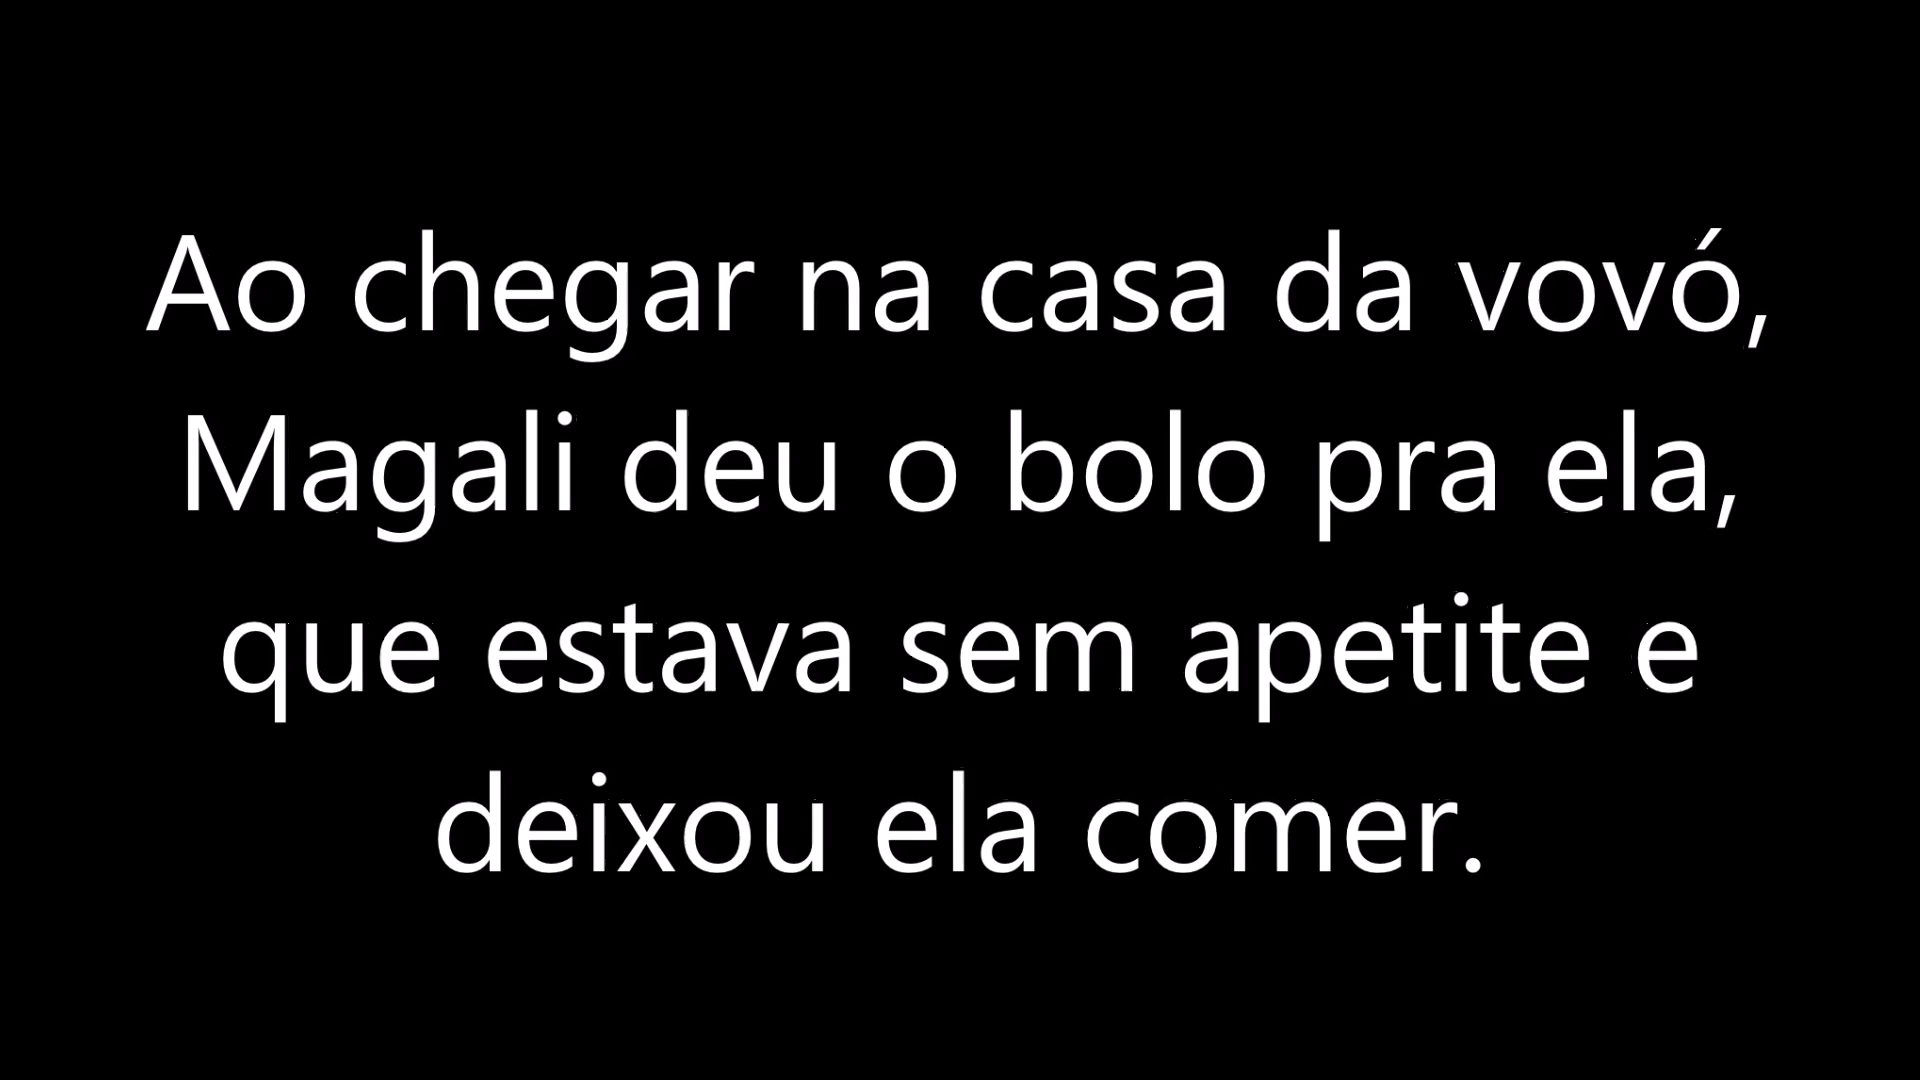 Ao chegar na casa da vovó,
Magali deu o bolo pra ela,
que estava sem apetite e
deixou ela comer.